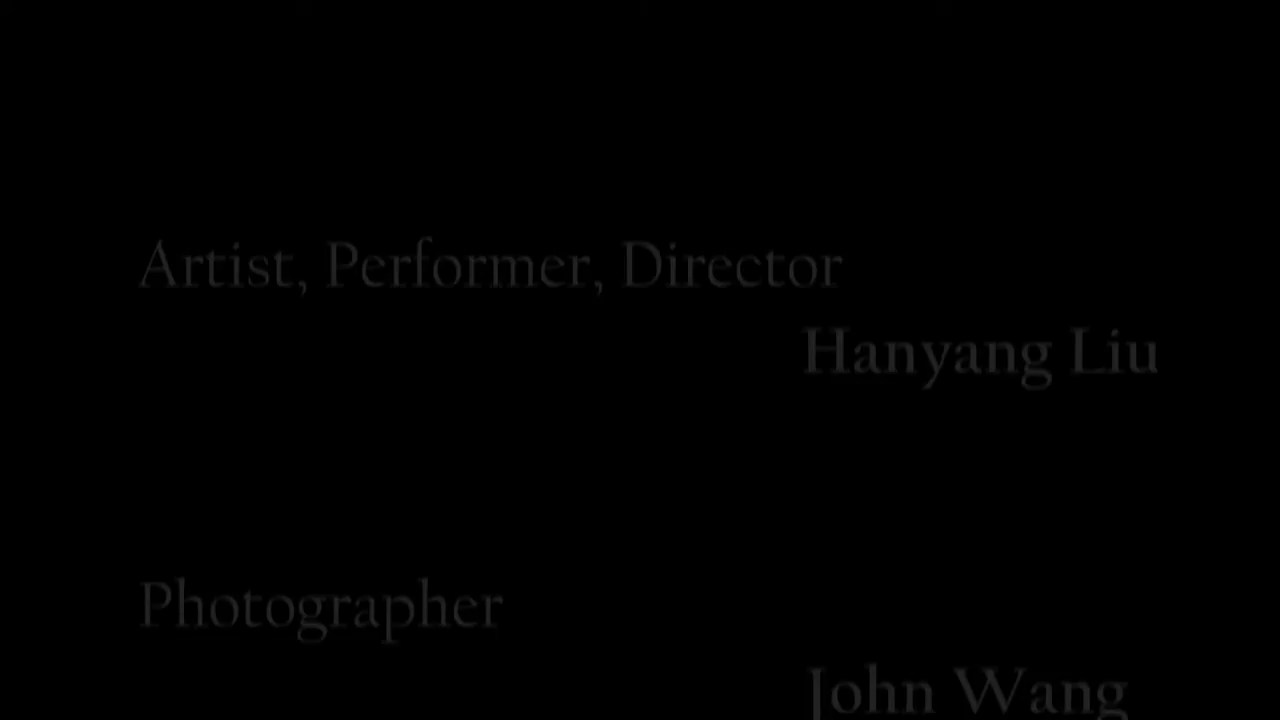 Artist, Performer, Director
Hanyang Liu
Photographer
John Wang